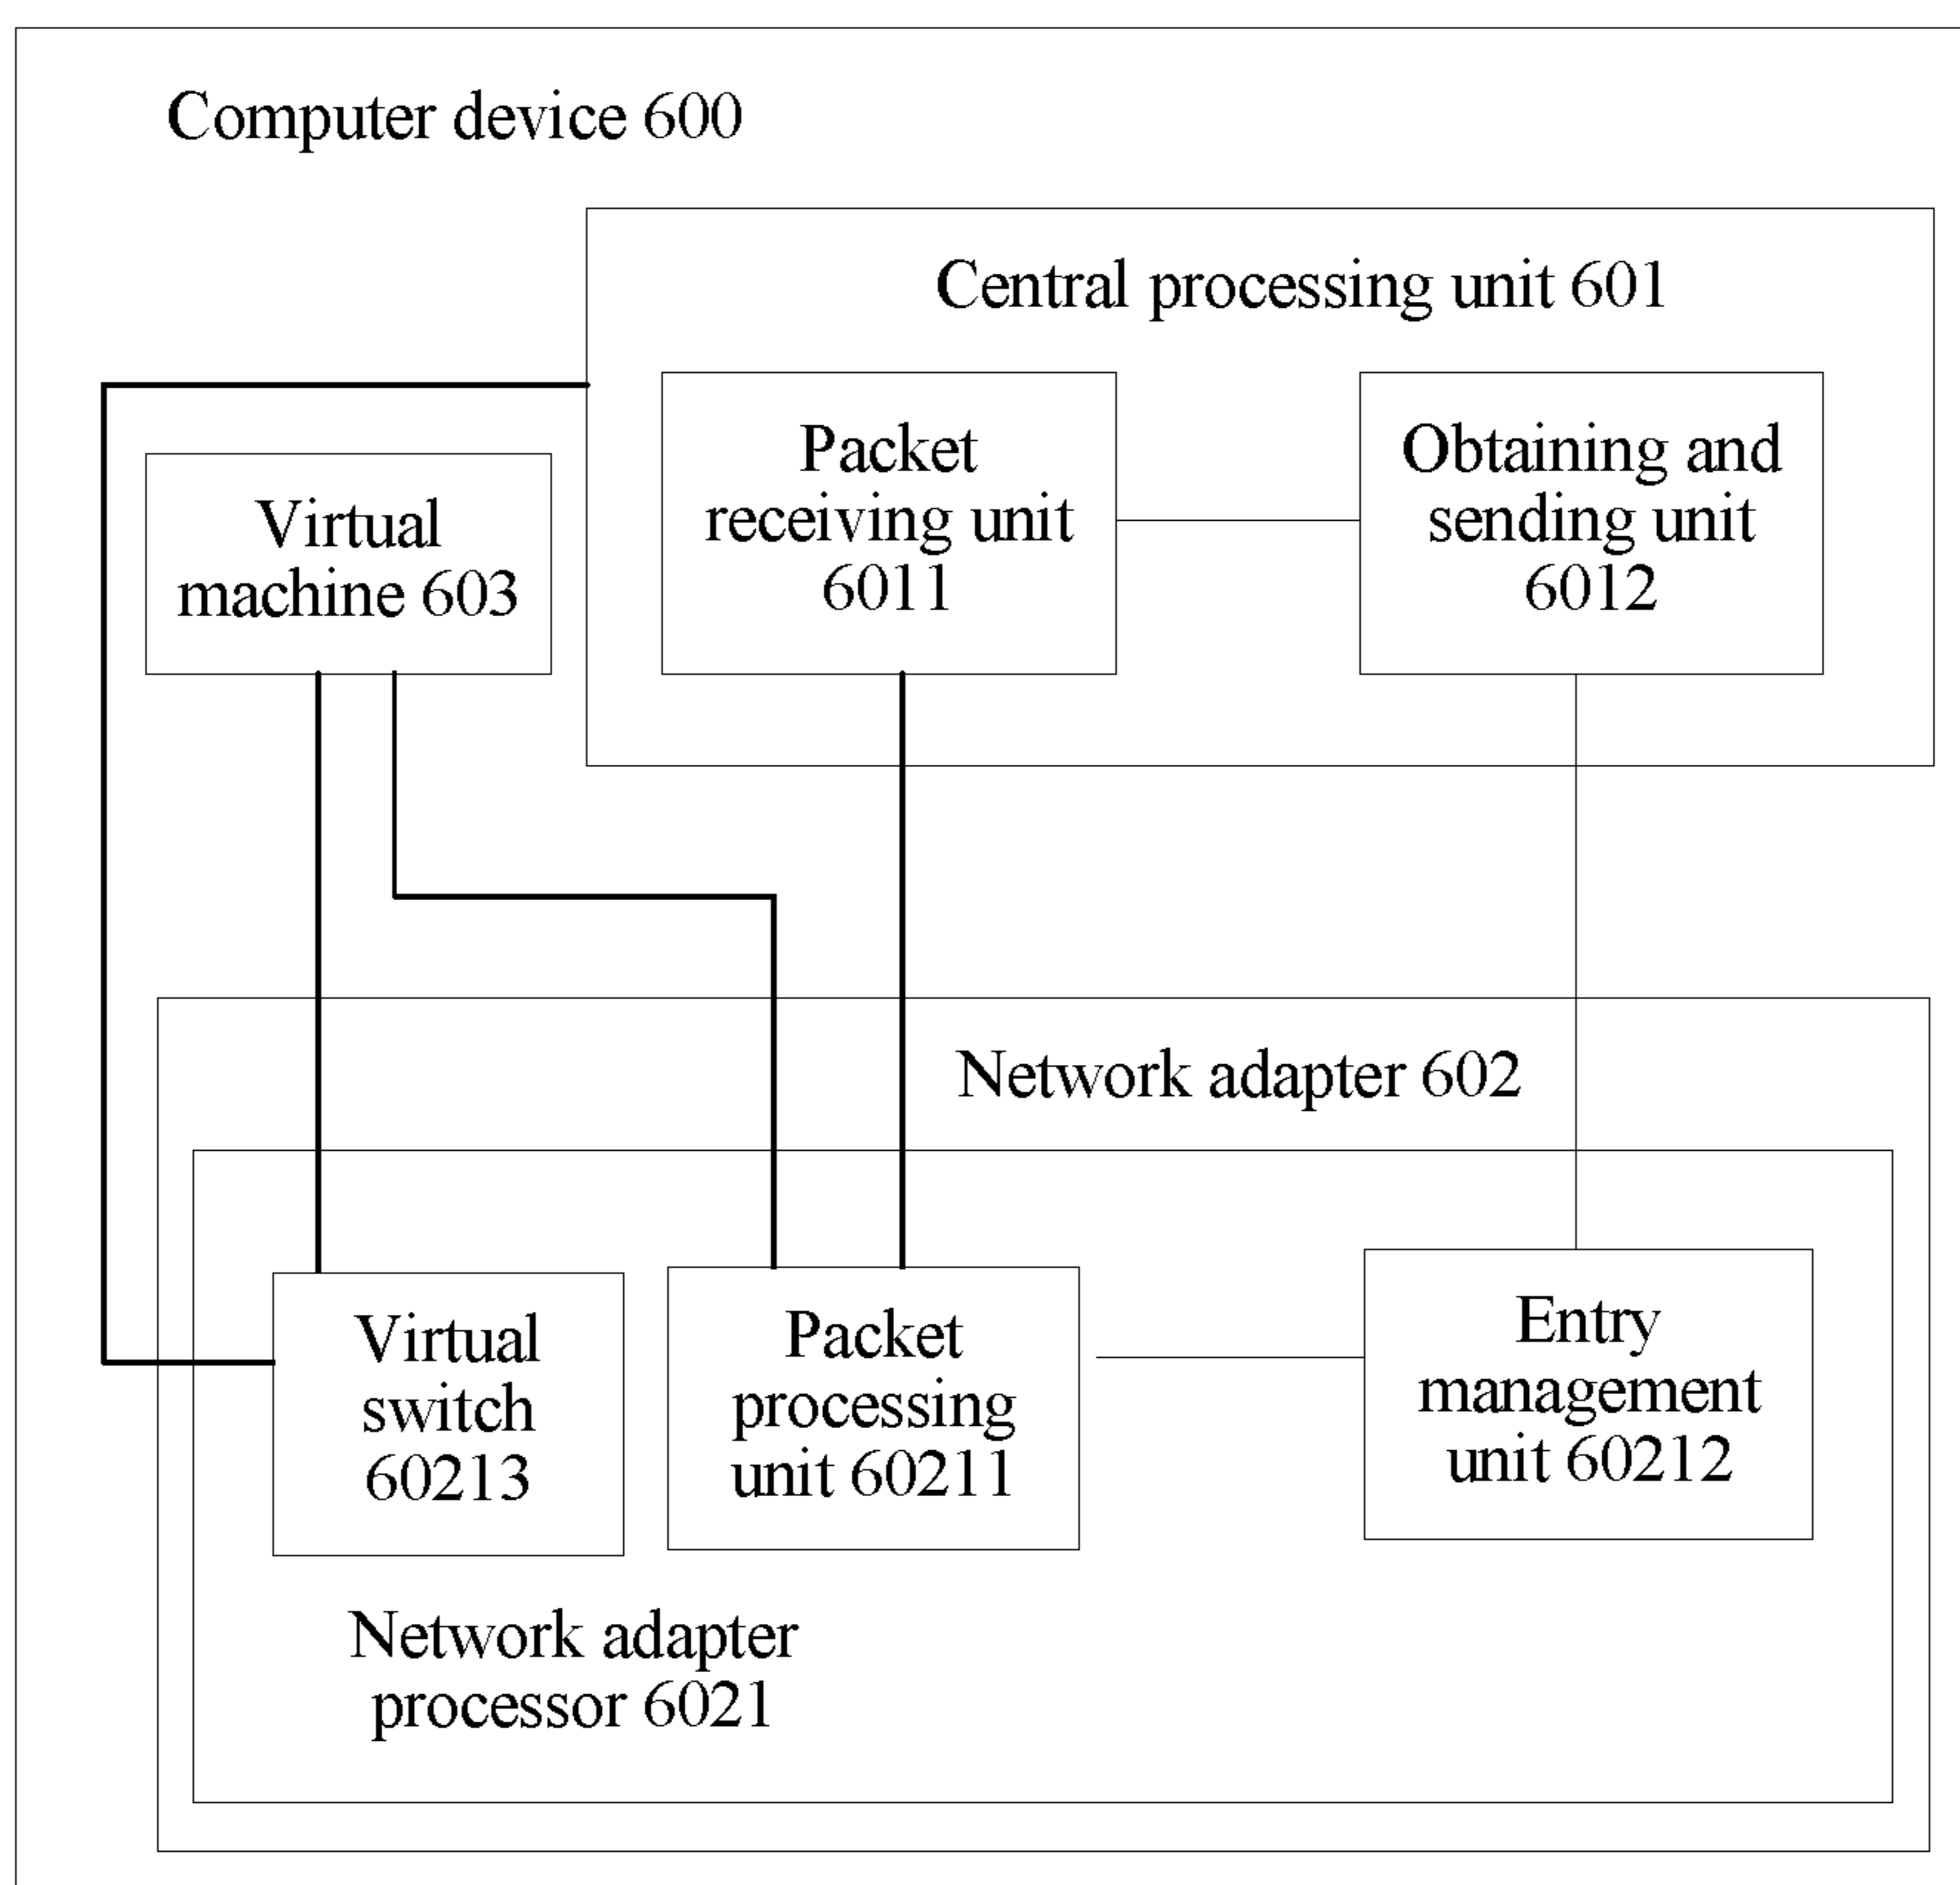 Computer device 600
Central processing unit 601
Packet
receiving unit
6011
Obtaining and
sending unit
6012
Virtual
machine 603
Network adapter 602
Virtual
switch
60213
Packet
processing
unit 60211
Entry
management
unit 60212
Network adapter
processor 6021